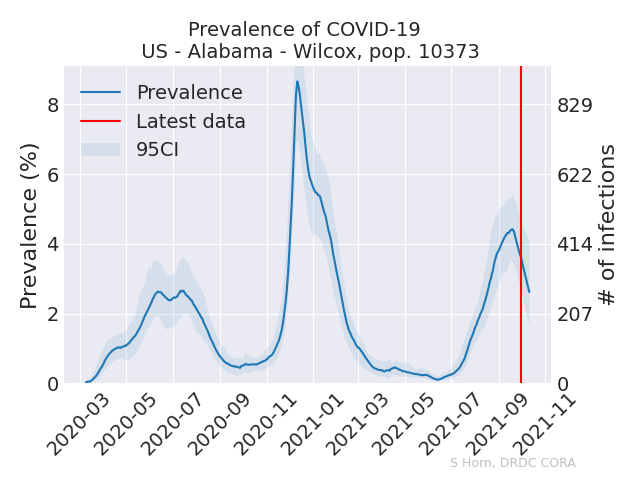 Prevalence of COVID-19
US - Alabama - Wilcox, pop. 10373
Prevalence
Latest data
95CI
Prevalence (%)
8
6
4
2
0
# of Infections
829
622
414
207
0
2020-03
2020-05
2020-07
2020-09
2020-11
2021-01
2021-03
2021-05
2021-07
2021-09
2021-11
S Horn, DRDC CORA